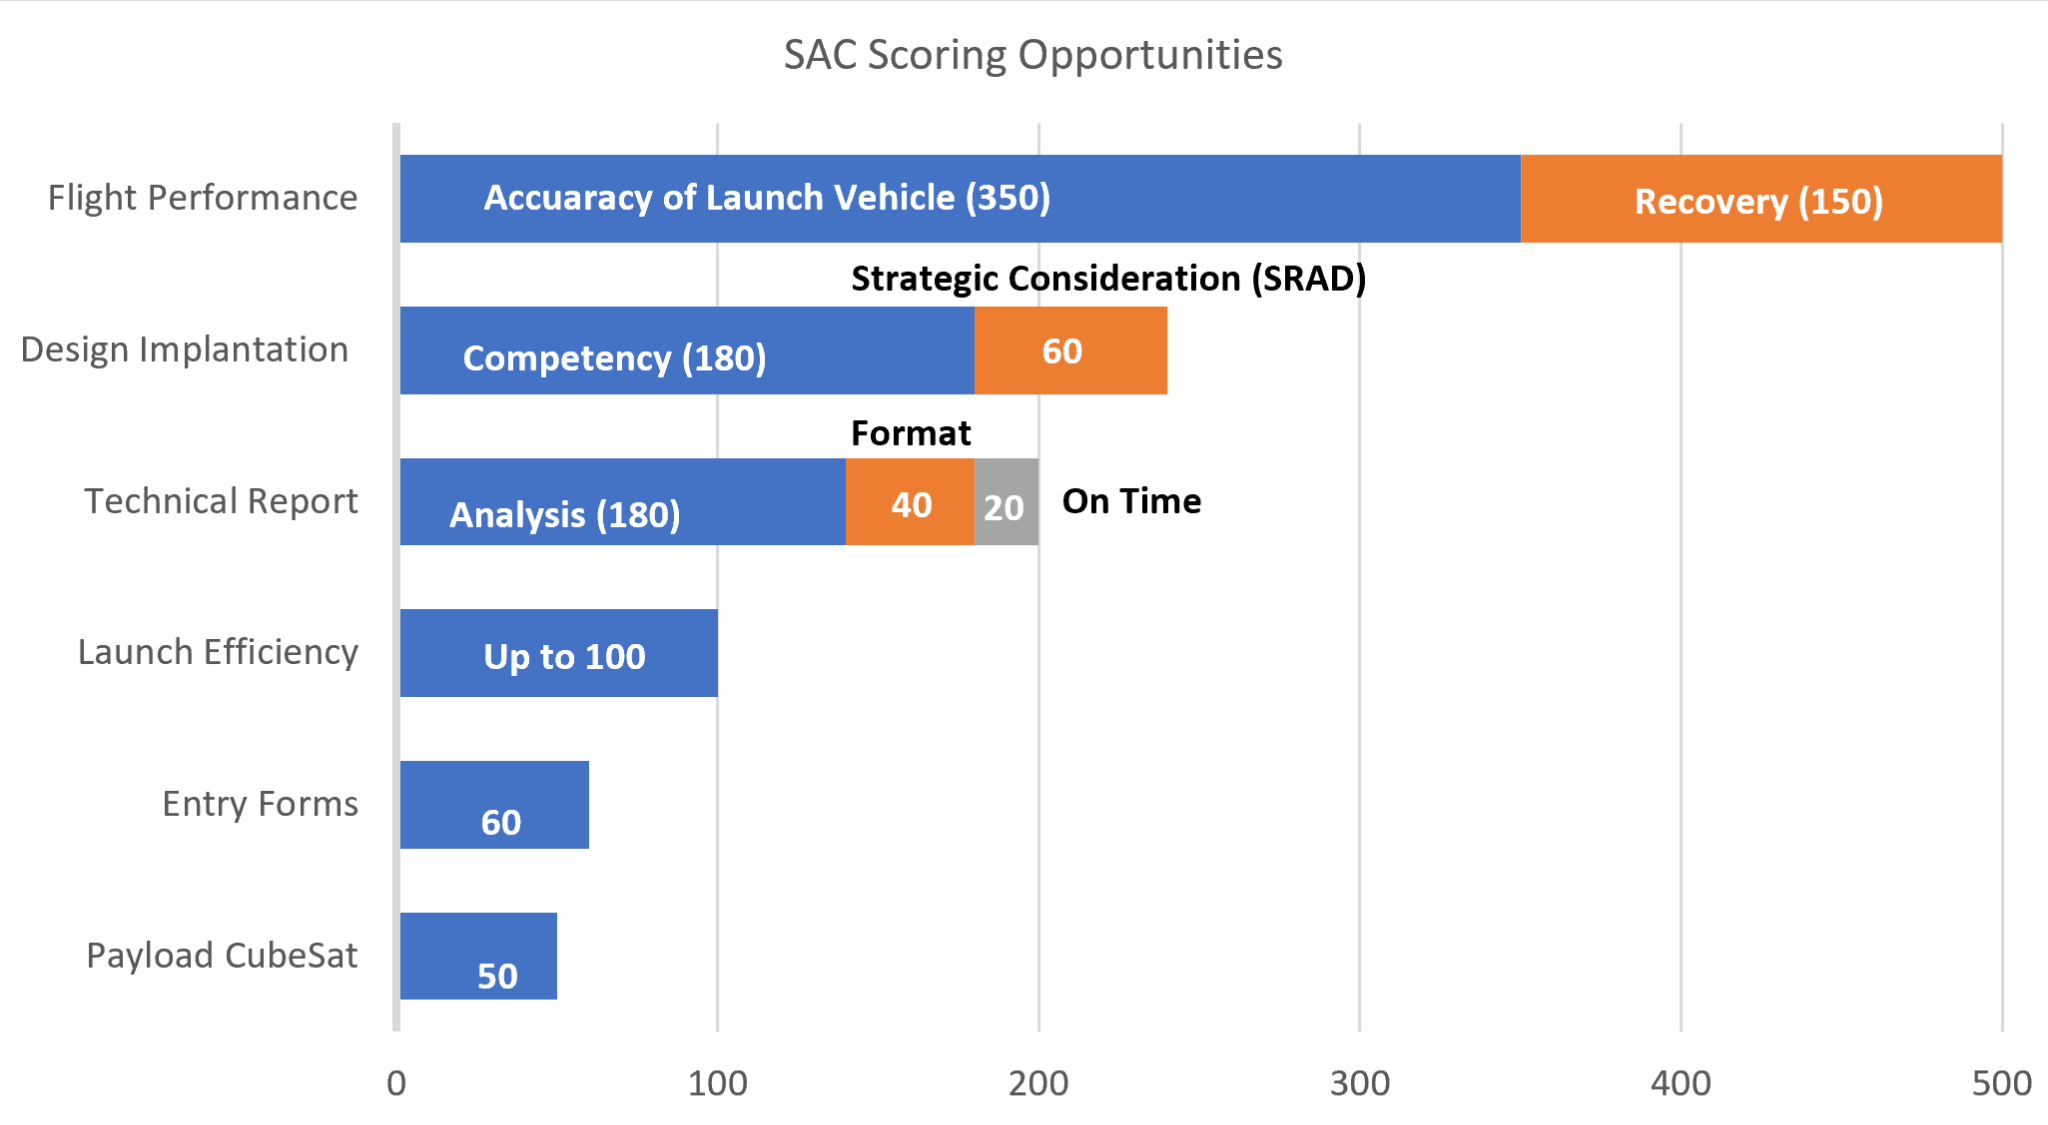 SAC Scoring Opportunities
Flight Performance
Accuaracy of Launch Vehicle (350)
Recovery (150)
Strategic Consideration (SRAD)
Design Implantation
Competency (180)
60
Format
Technical Report
Analysis (180)
40
20
On Time
Launch Efficiency
Up to 100
Entry Forms
60
Payload CubeSat
50
0 100 200 300 400 500